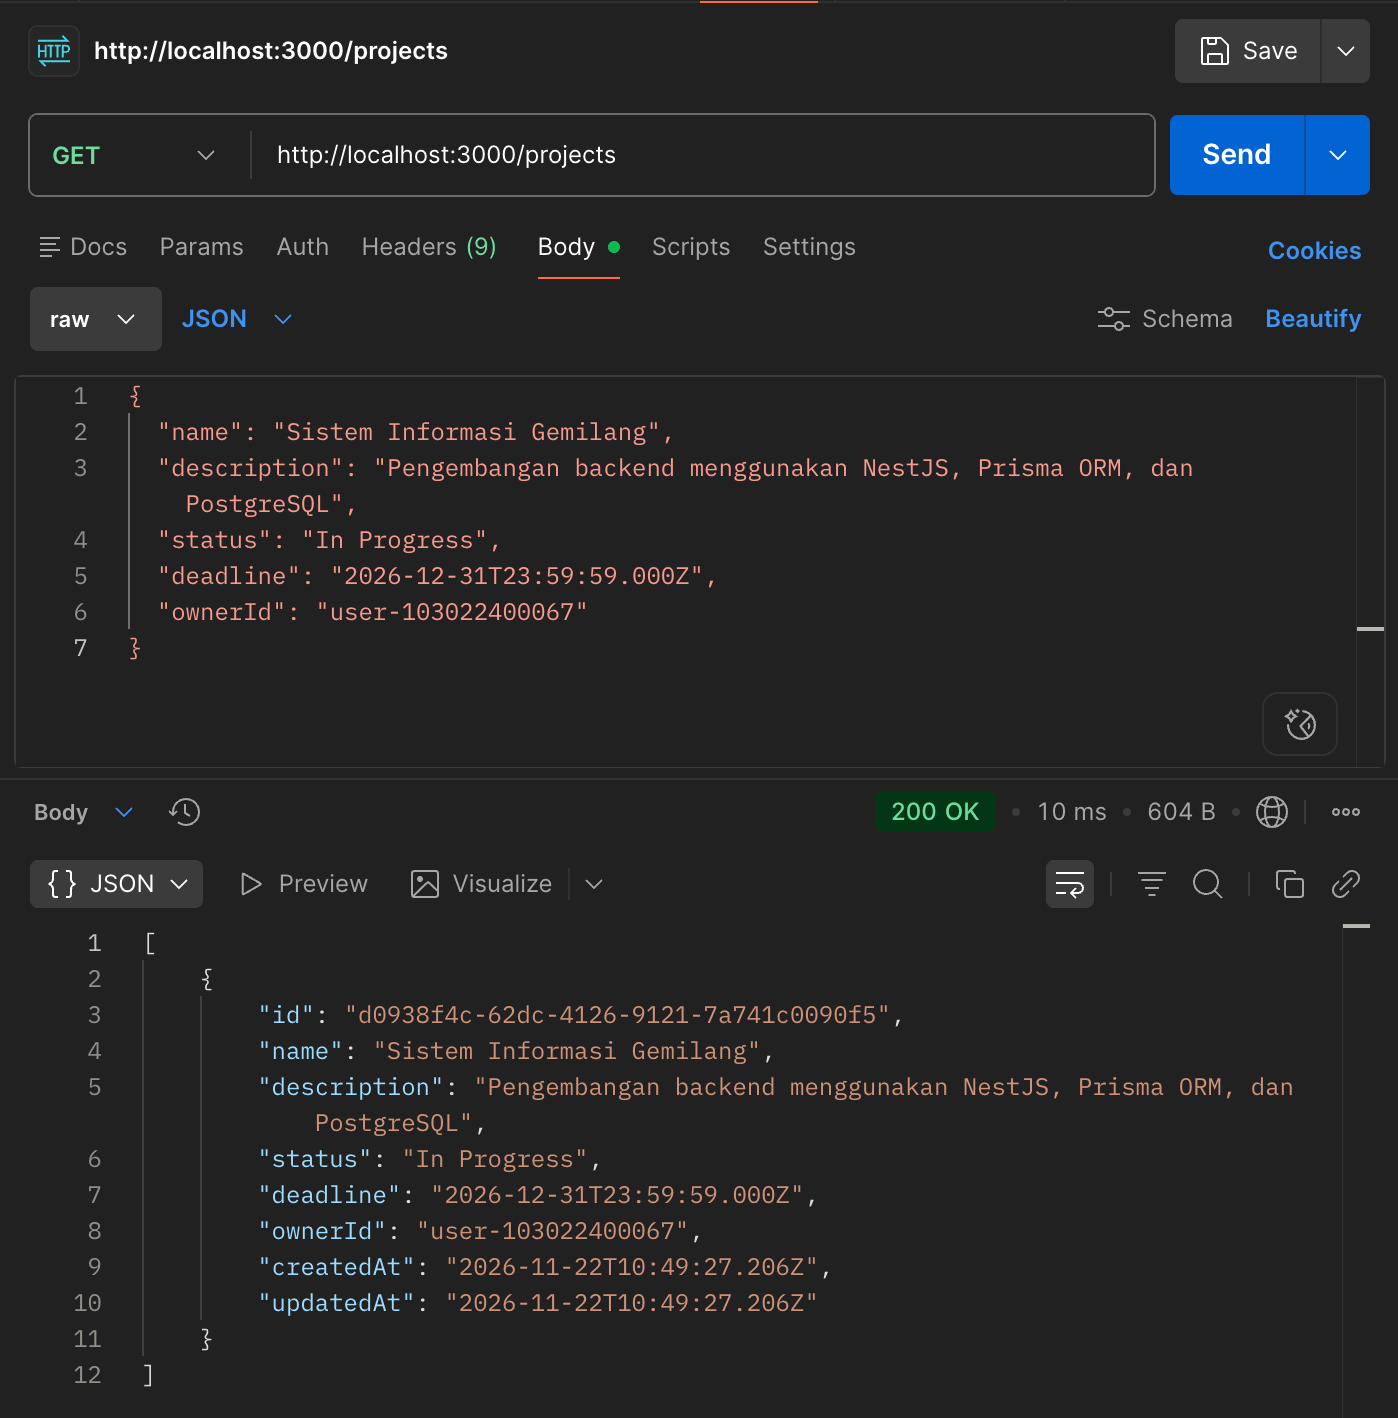 HTTP http://localhost:3000/projects Save
GET http://localhost:3000/projects Send
Docs Params Auth Headers (9) Body Scripts Settings Cookies
raw JSON Schema Beautify
1 {
2 "name": "Sistem Informasi Gemilang",
3 "description": "Pengembangan backend menggunakan NestJS, Prisma ORM, dan
PostgreSQL",
4 "status": "In Progress",
5 "deadline": "2026-12-31T23:59:59.000Z",
6 "ownerId": "user-103022400067"
7 }
Body 200 OK • 10 ms • 604 B •
{} JSON Preview Visualize
1 [
2 {
3 "id": "d0938f4c-62dc-4126-9121-7a741c0090f5",
4 "name": "Sistem Informasi Gemilang",
5 "description": "Pengembangan backend menggunakan NestJS, Prisma ORM, dan
PostgreSQL",
6 "status": "In Progress",
7 "deadline": "2026-12-31T23:59:59.000Z",
8 "ownerId": "user-103022400067",
9 "createdAt": "2026-11-22T10:49:27.206Z",
10 "updatedAt": "2026-11-22T10:49:27.206Z"
11 }
12 ]